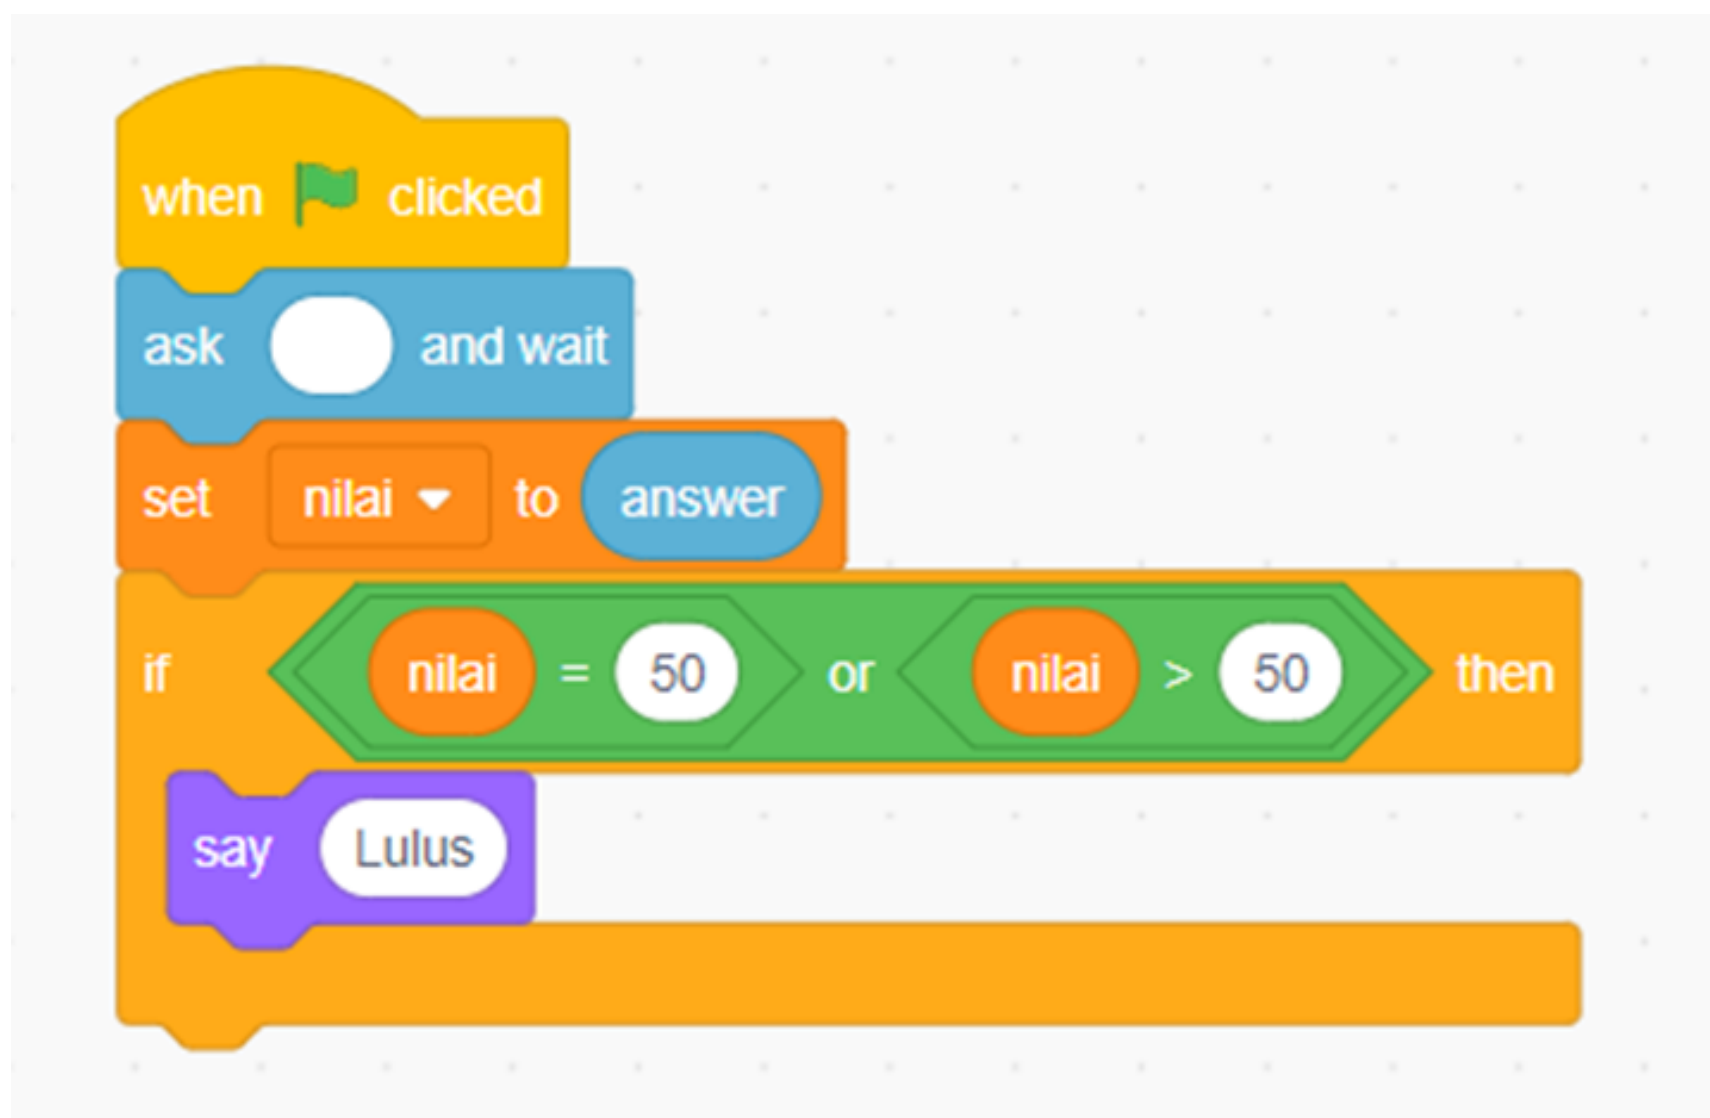 when clicked
ask and wait
set nilai to answer
if nilai = 50 or nilai > 50 then
say Lulus